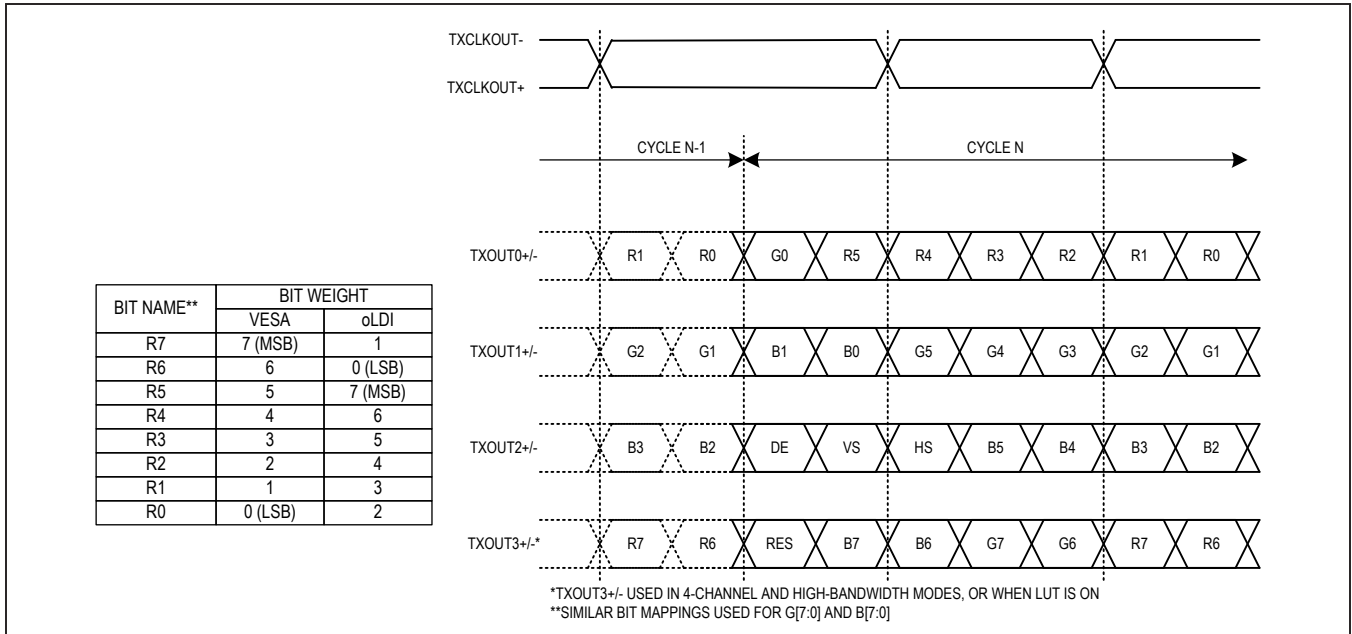 TXCLKOUT-
TXCLKOUT+
CYCLE N-1 CYCLE N
TXOUT0+/- R1 R0 G0 R5 R4 R3 R2 R1 R0
TXOUT1+/- G2 G1 B1 B0 G5 G4 G3 G2 G1
TXOUT2+/- B3 B2 DE VS HS B5 B4 B3 B2
TXOUT3+/-* R7 R6 RES B7 B6 G7 G6 R7 R6
BIT NAME** BIT WEIGHT
VESA oLDI
R7 7 (MSB) 1
R6 6 0 (LSB)
R5 5 7 (MSB)
R4 4 6
R3 3 5
R2 2 4
R1 1 3
R0 0 (LSB) 2
*TXOUT3+/- USED IN 4-CHANNEL AND HIGH-BANDWIDTH MODES, OR WHEN LUT IS ON
**SIMILAR BIT MAPPINGS USED FOR G[7:0] AND B[7:0]